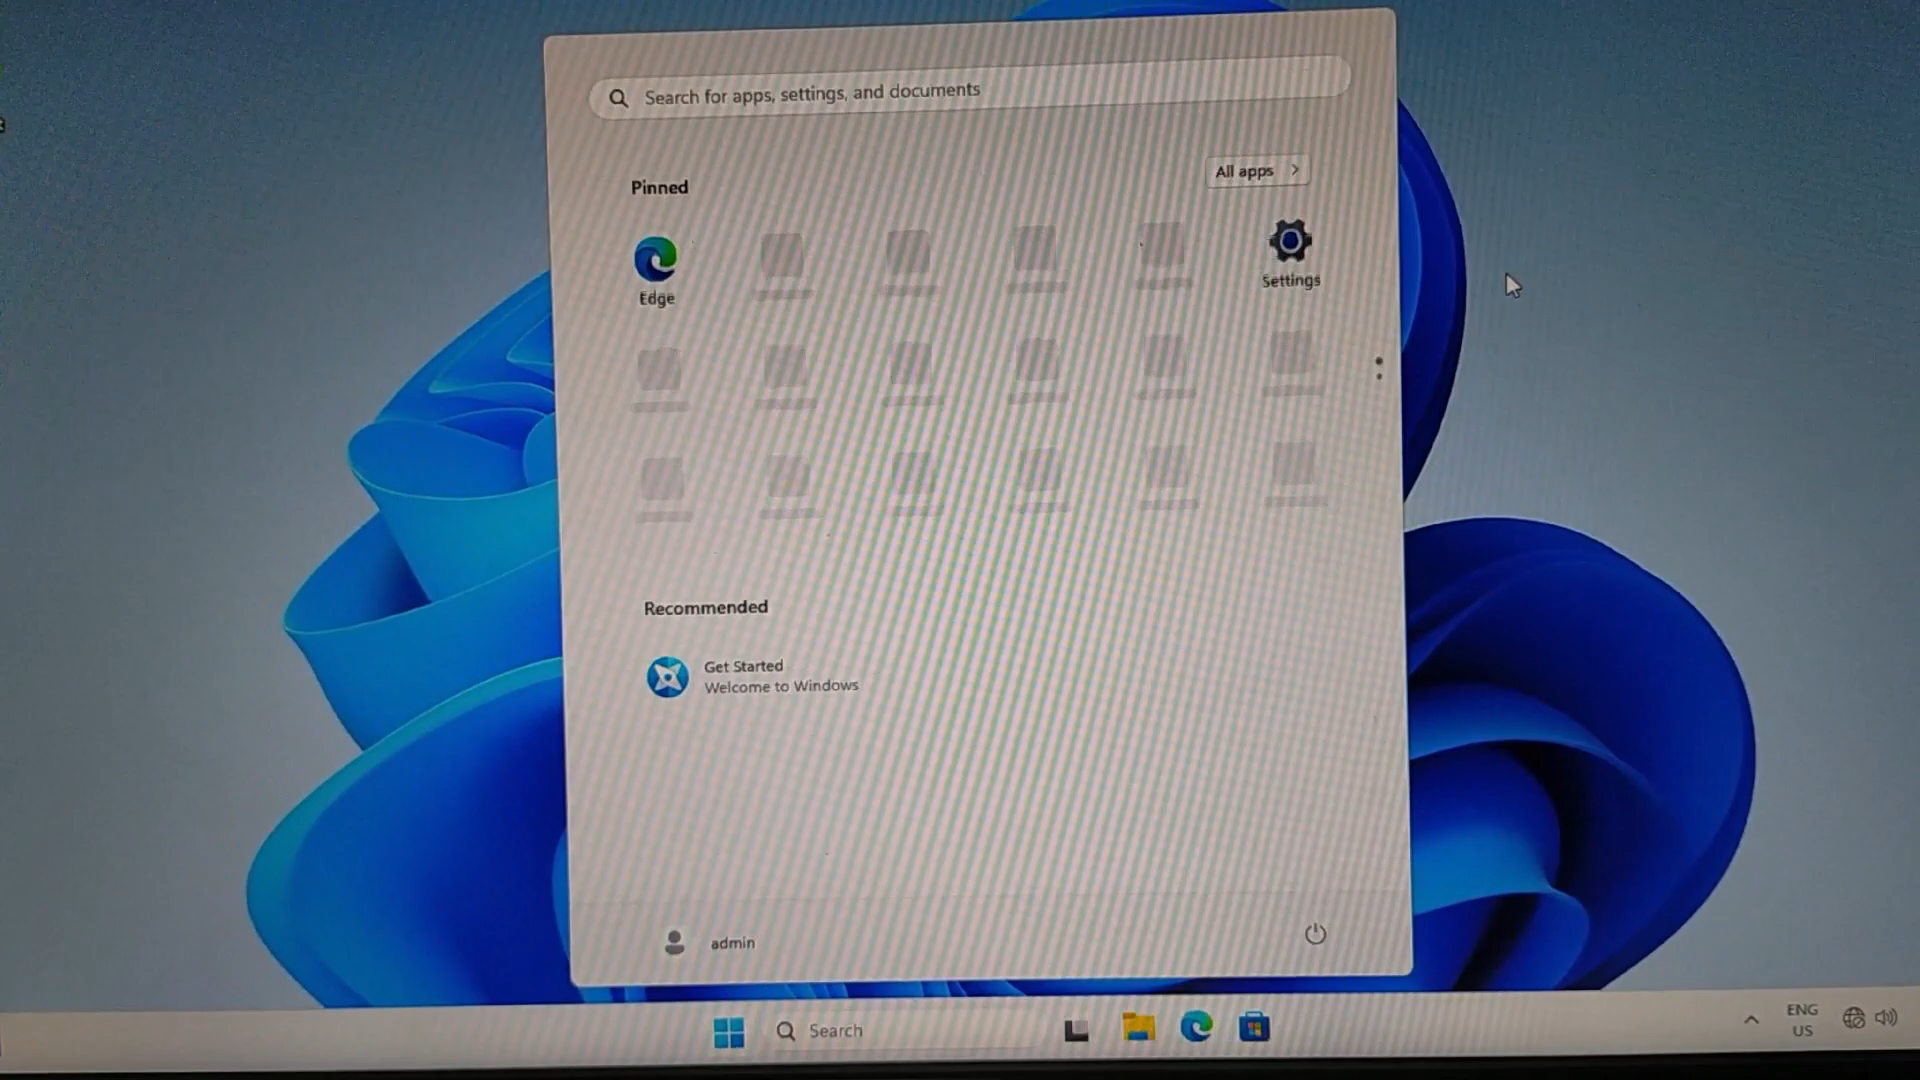 Search for apps, settings, and documents
Pinned
All apps
Edge
Settings
Recommended
Get Started
Welcome to Windows
admin
Search
ENG
US